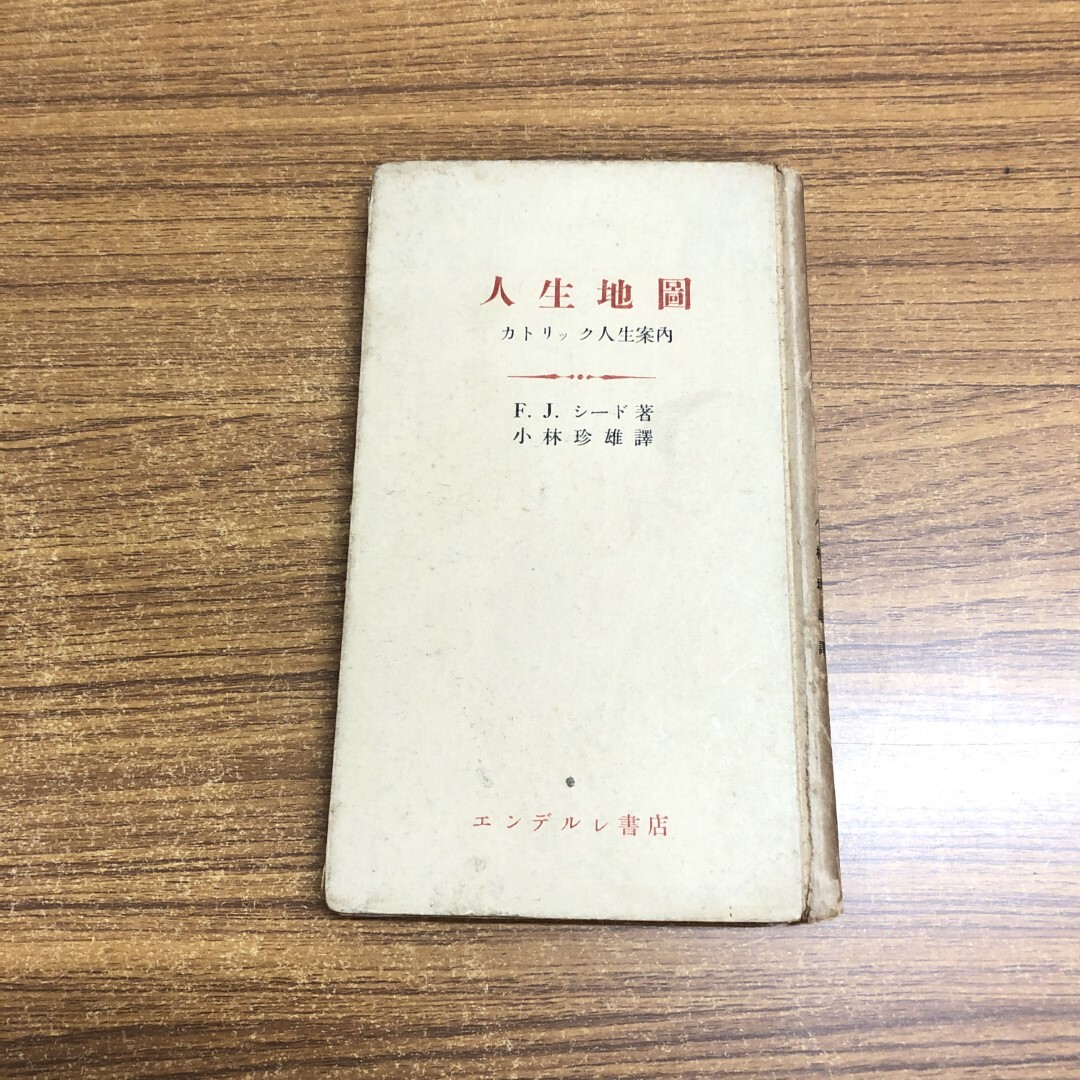 人生地圖
カトリック人生案內
F. J. シード著
小林珍雄譯
エンデルレ書店